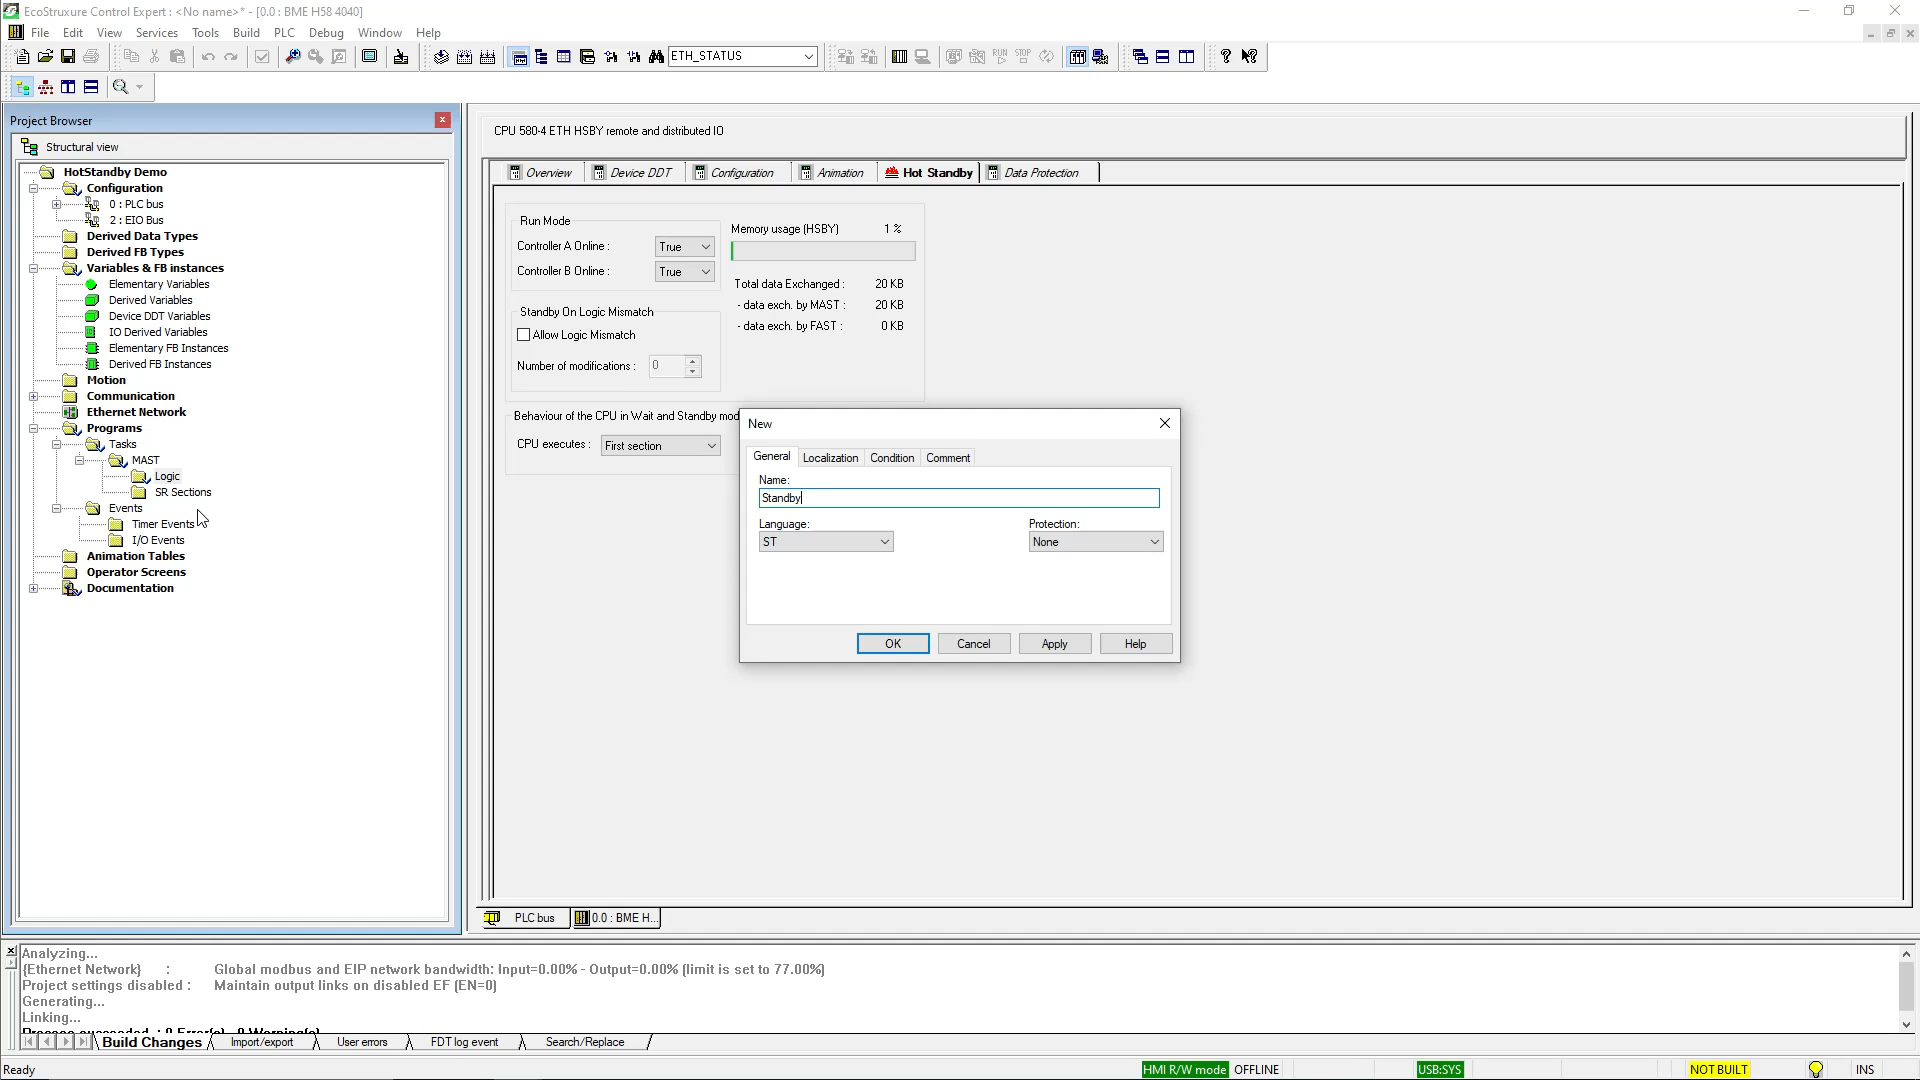 EcoStruxure Control Expert : <No name>* - [0.0 : BME H58 4040]
File Edit View Services Tools Build PLC Debug Window Help
ETH_STATUS
RUN STOP
Project Browser
Structural view
HotStandby Demo
Configuration
0 : PLC bus
2 : EIO Bus
Derived Data Types
Derived FB Types
Variables & FB instances
Elementary Variables
Derived Variables
Device DDT Variables
IO Derived Variables
Elementary FB Instances
Derived FB Instances
Motion
Communication
Ethernet Network
Programs
Tasks
MAST
Logic
SR Sections
Events
Timer Events
I/O Events
Animation Tables
Operator Screens
Documentation
CPU 580-4 ETH HSBY remote and distributed IO
Overview Device DDT Configuration Animation Hot Standby Data Protection
Run Mode
Controller A Online : True
Controller B Online : True
Memory usage (HSBY) 1 %
Total data Exchanged : 20 KB
- data exch. by MAST : 20 KB
- data exch. by FAST : 0 KB
Standby On Logic Mismatch
Allow Logic Mismatch
Number of modifications : 0
Behaviour of the CPU in Wait and Standby mod
CPU executes : First section
New
General Localization Condition Comment
Name:
Standby
Language: Protection:
ST None
OK Cancel Apply Help
PLC bus 0.0 : BME H...
Analyzing...
{Ethernet Network} : Global modbus and EIP network bandwidth: Input=0.00% - Output=0.00% (limit is set to 77.00%)
Project settings disabled : Maintain output links on disabled EF (EN=0)
Generating...
Linking...
Process succeeded : 0 Error(s) , 0 Warning(s)
Build Changes Import/export User errors FDT log event Search/Replace
Ready HMI R/W mode OFFLINE USB:SYS NOT BUILT INS